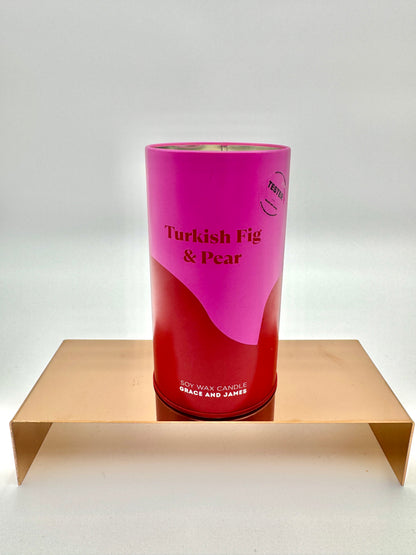 TESTER
Turkish Fig
& Pear
SOY WAX CANDLE
GRACE AND JAMES